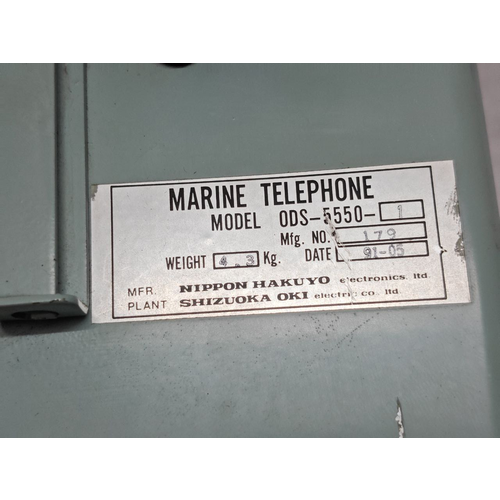 MARINE TELEPHONE
MODEL ODS-5550-1
Mfg. NO. 179
WEIGHT 4.3 Kg. DATE 91-05
MFR. NIPPON HAKUYO electronics, ltd.
PLANT SHIZUOKA OKI electric co. ltd.